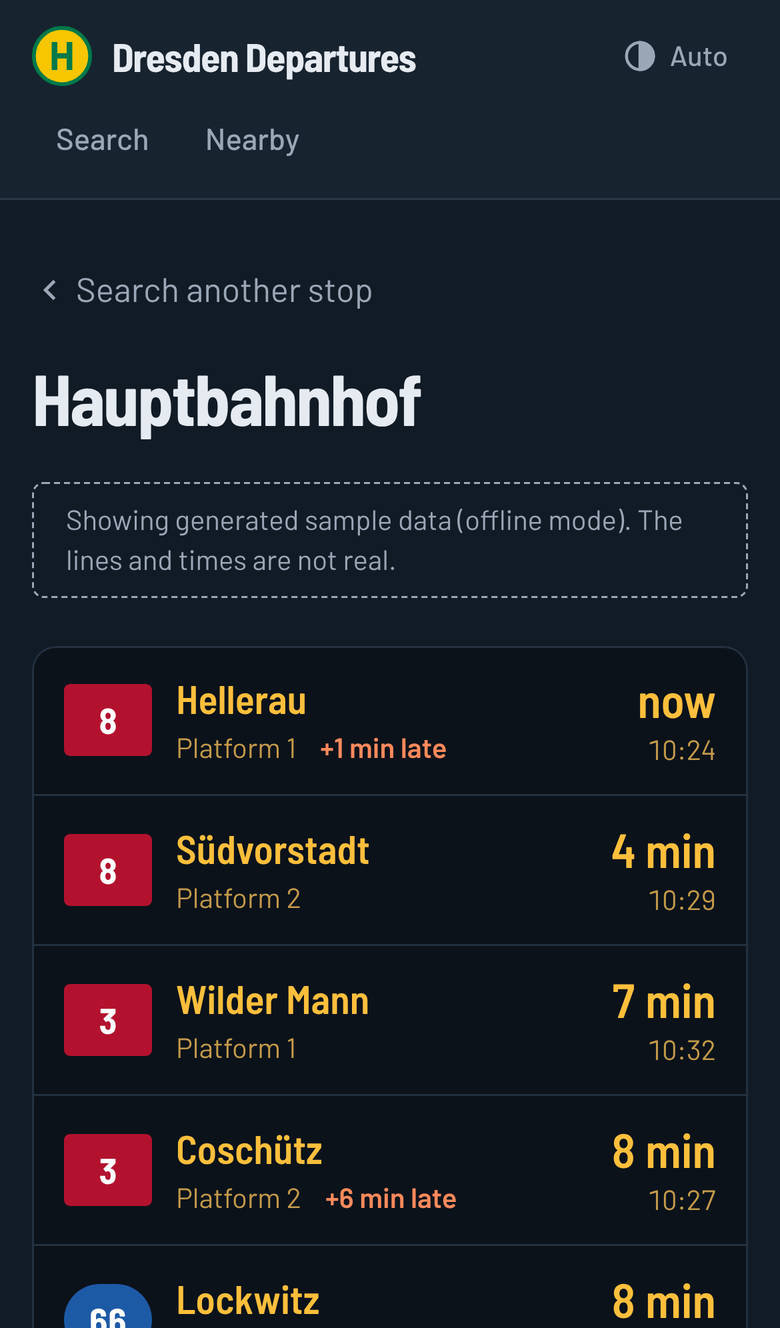 H Dresden Departures Auto
Search Nearby
Search another stop
Hauptbahnhof
Showing generated sample data (offline mode). The
lines and times are not real.
8 Hellerau now
Platform 1 +1 min late 10:24
8 Südvorstadt 4 min
Platform 2 10:29
3 Wilder Mann 7 min
Platform 1 10:32
3 Coschütz 8 min
Platform 2 +6 min late 10:27
66 Lockwitz 8 min